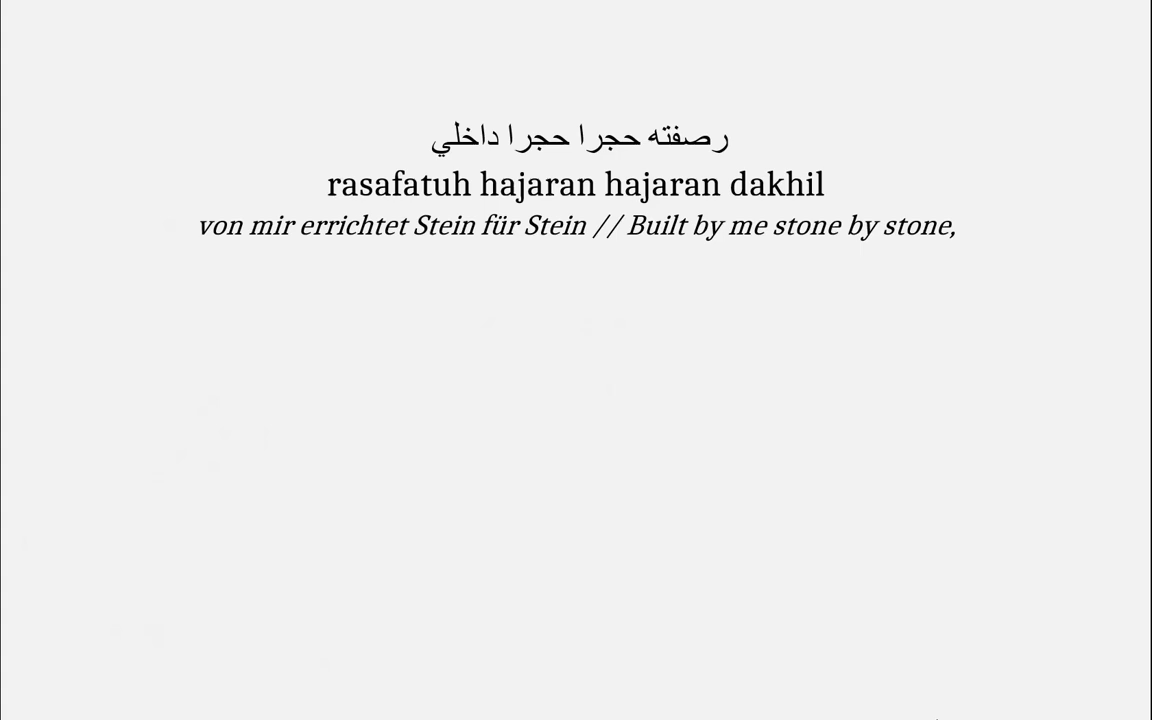 رصفته حجرا حجرا داخلي
rasafatuh hajaran hajaran dakhil
von mir errichtet Stein für Stein // Built by me stone by stone,